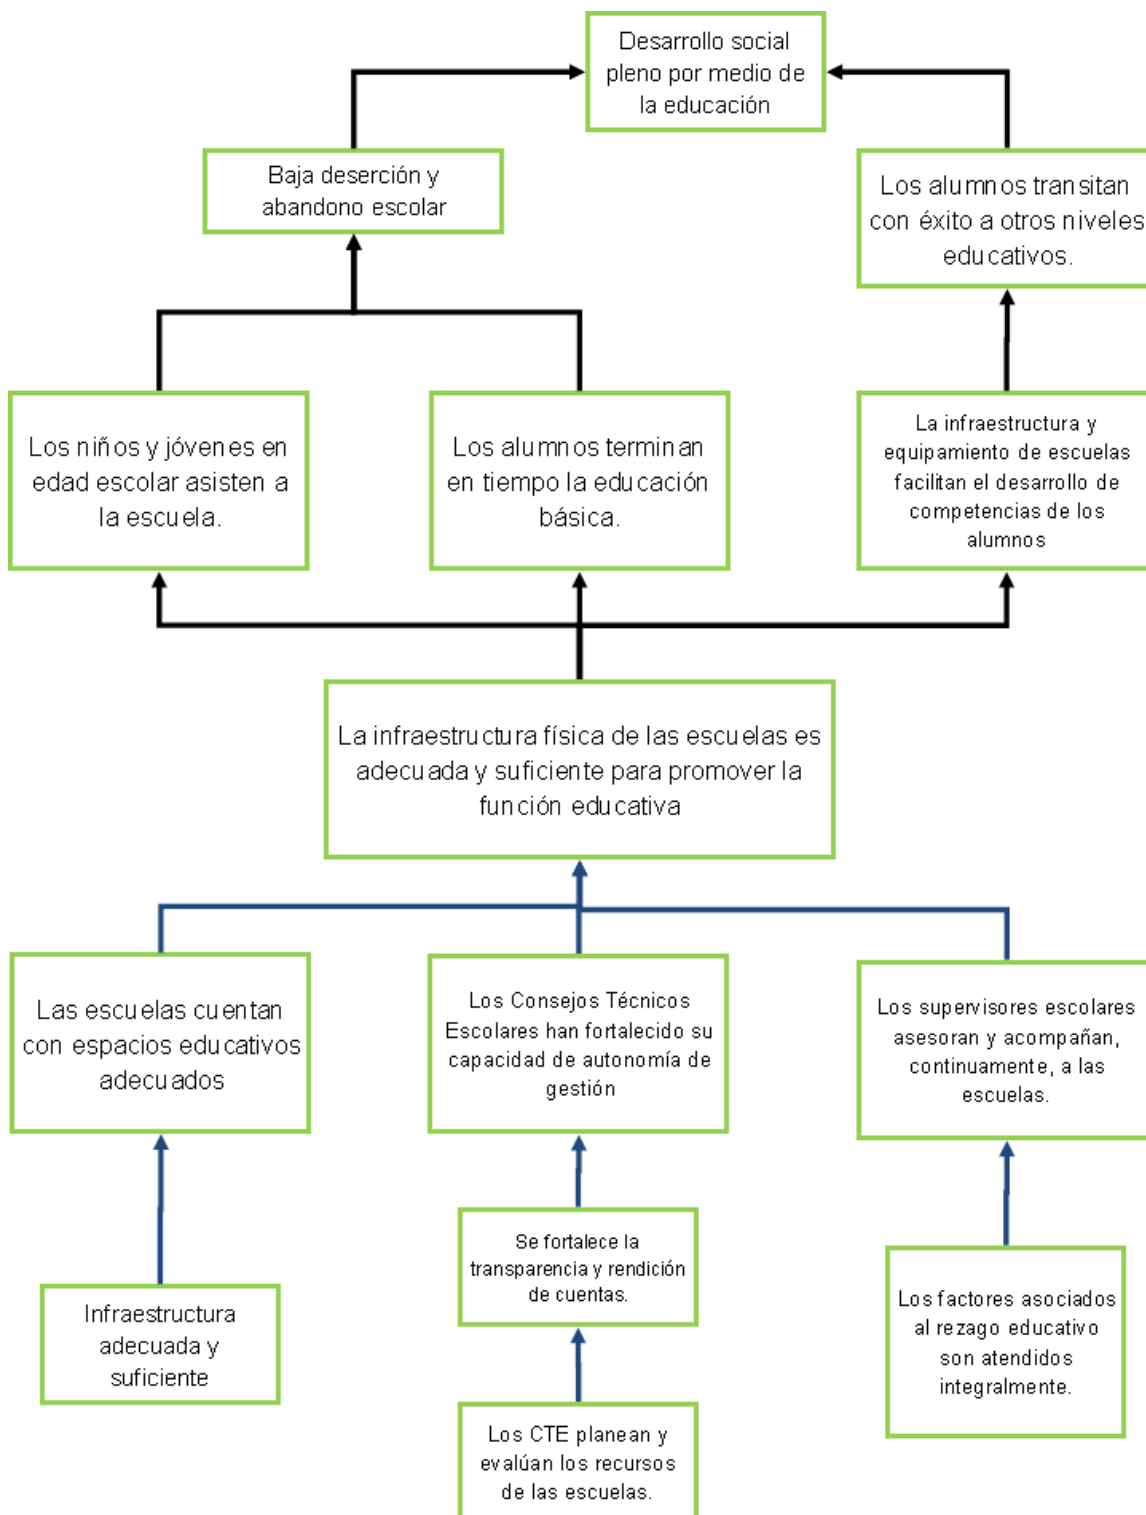 Desarrollo social
pleno por medio de
la educación
Baja deserción y
abandono escolar
Los alumnos transitan
con éxito a otros niveles
educativos.
Los niños y jóvenes en
edad escolar asisten a
la escuela.
Los alumnos terminan
en tiempo la educación
básica.
La infraestructura y
equipamiento de escuelas
facilitan el desarrollo de
competencias de los
alumnos
La infraestructura física de las escuelas es
adecuada y suficiente para promover la
función educativa
Las escuelas cuentan
con espacios educativos
adecuados
Los Consejos Técnicos
Escolares han fortalecido su
capacidad de autonomía de
gestión
Los supervisores escolares
asesoran y acompañan,
continuamente, a las
escuelas.
Infraestructura
adecuada y
suficiente
Se fortalece la
transparencia y rendición
de cuentas.
Los factores asociados
al rezago educativo
son atendidos
integralmente.
Los CTE planean y
evalúan los recursos
de las escuelas.